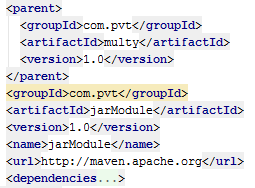 <parent>
<groupId>com.pvt</groupId>
<artifactId>multy</artifactId>
<version>1.0</version>
</parent>
<groupId>com.pvt</groupId>
<artifactId>jarModule</artifactId>
<version>1.0</version>
<name>jarModule</name>
<url>http://maven.apache.org</url>
<dependencies...>